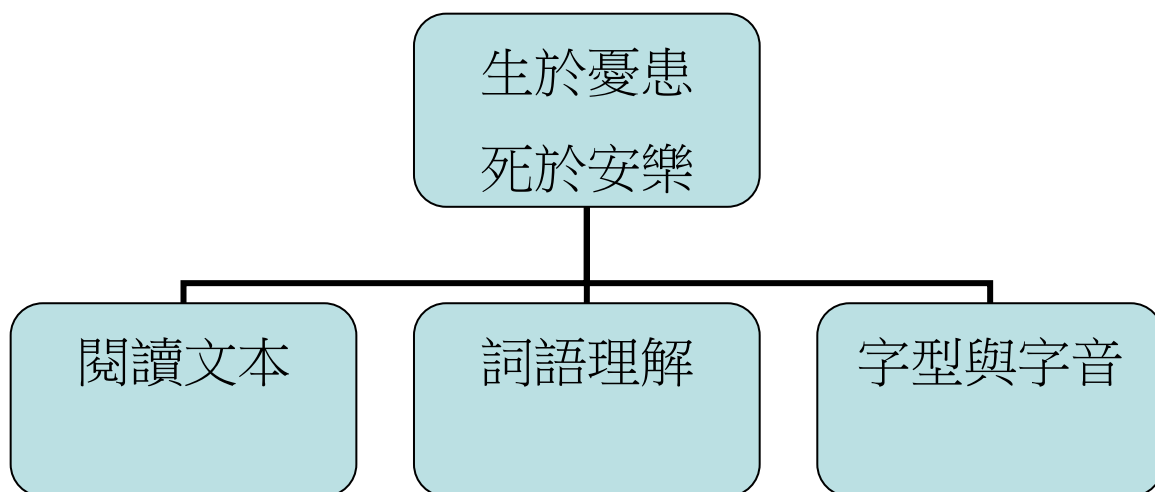 生於憂患
死於安樂
閱讀文本
詞語理解
字型與字音